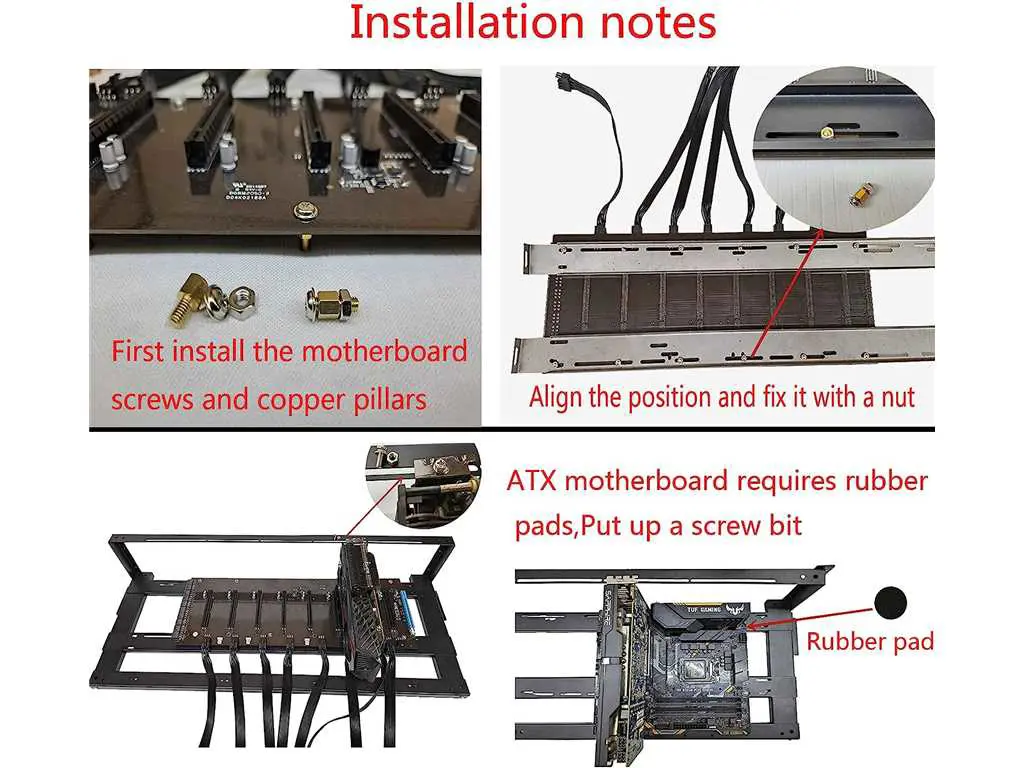 Installation notes
First install the motherboard
screws and copper pillars
Align the position and fix it with a nut
ATX motherboard requires rubber
pads,Put up a screw bit
TUF GAMING
SAPPHIRE
Rubber pad